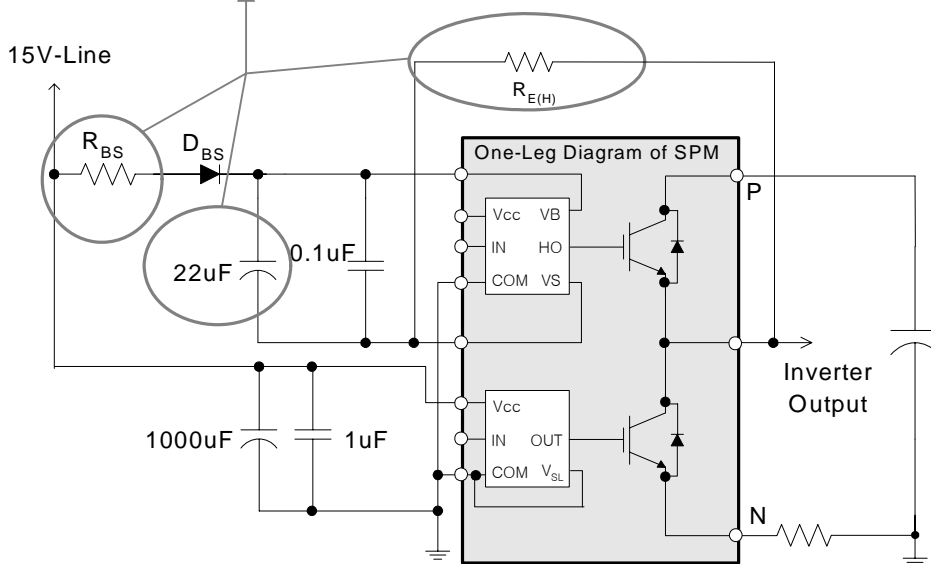 15V-Line
R_E(H)
R_BS
D_BS
One-Leg Diagram of SPM
P
Vcc VB
IN HO
COM VS
22uF
0.1uF
Inverter
Output
Vcc
IN OUT
COM V_SL
1000uF
1uF
N